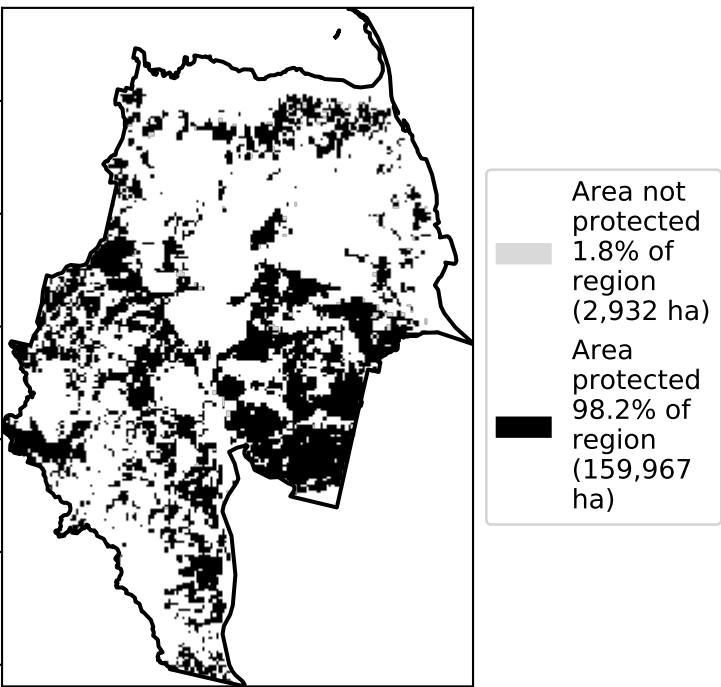 Area not
protected
1.8% of
region
(2,932 ha)
Area
protected
98.2% of
region
(159,967
ha)